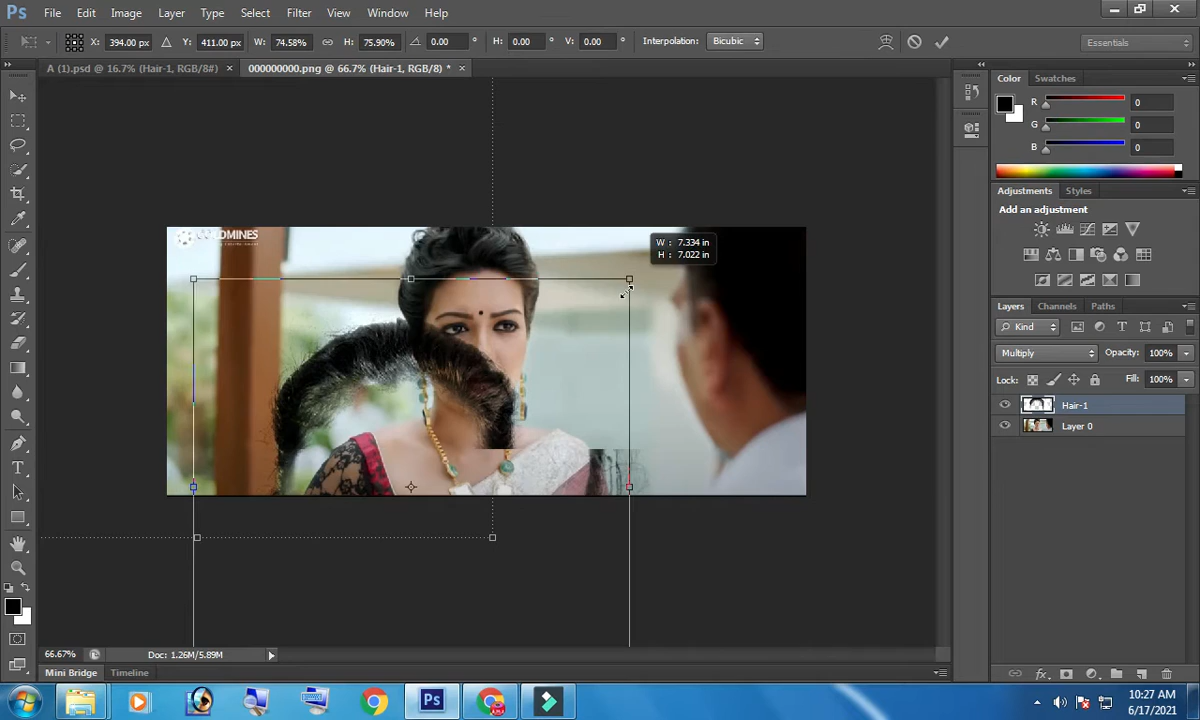 Ps File Edit Image Layer Type Select Filter View Window Help
X: 394.00 px Y: 411.00 px W: 74.58% H: 75.90% 0.00 ° H: 0.00 ° V: 0.00 ° Interpolation: Bicubic Essentials
A (1).psd @ 16.7% (Hair-1, RGB/8#) × 000000000.png @ 66.7% (Hair-1, RGB/8) * ×
Color Swatches
R 0
G 0
B 0
Adjustments Styles
Add an adjustment
W : 7.334 in
H : 7.022 in
Layers Channels Paths
Kind
Multiply Opacity: 100%
Lock: Fill: 100%
Hair-1
Layer 0
66.67% Doc: 1.26M/5.89M
Mini Bridge Timeline
Ps
10:27 AM
6/17/2021